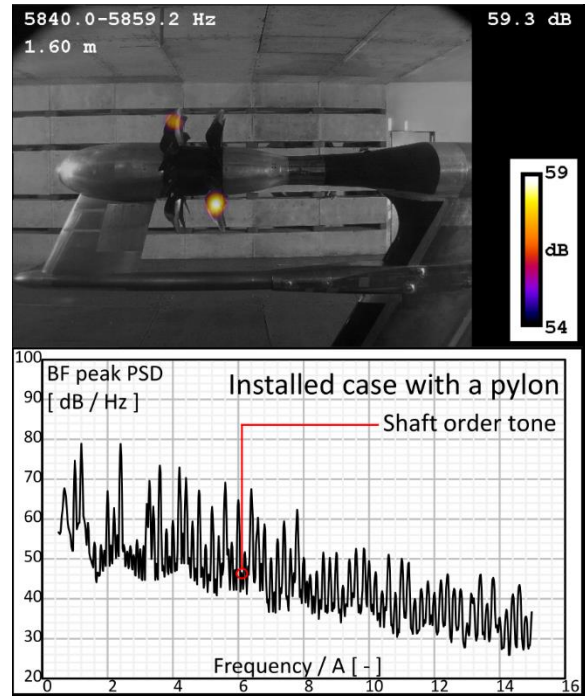 5840.0-5859.2 Hz
59.3 dB
1.60 m
59
dB
54
100
90
80
70
60
50
40
30
20
BF peak PSD
[ dB / Hz ]
Installed case with a pylon
Shaft order tone
0
2
4
6
8
10
12
14
16
Frequency / A [ - ]